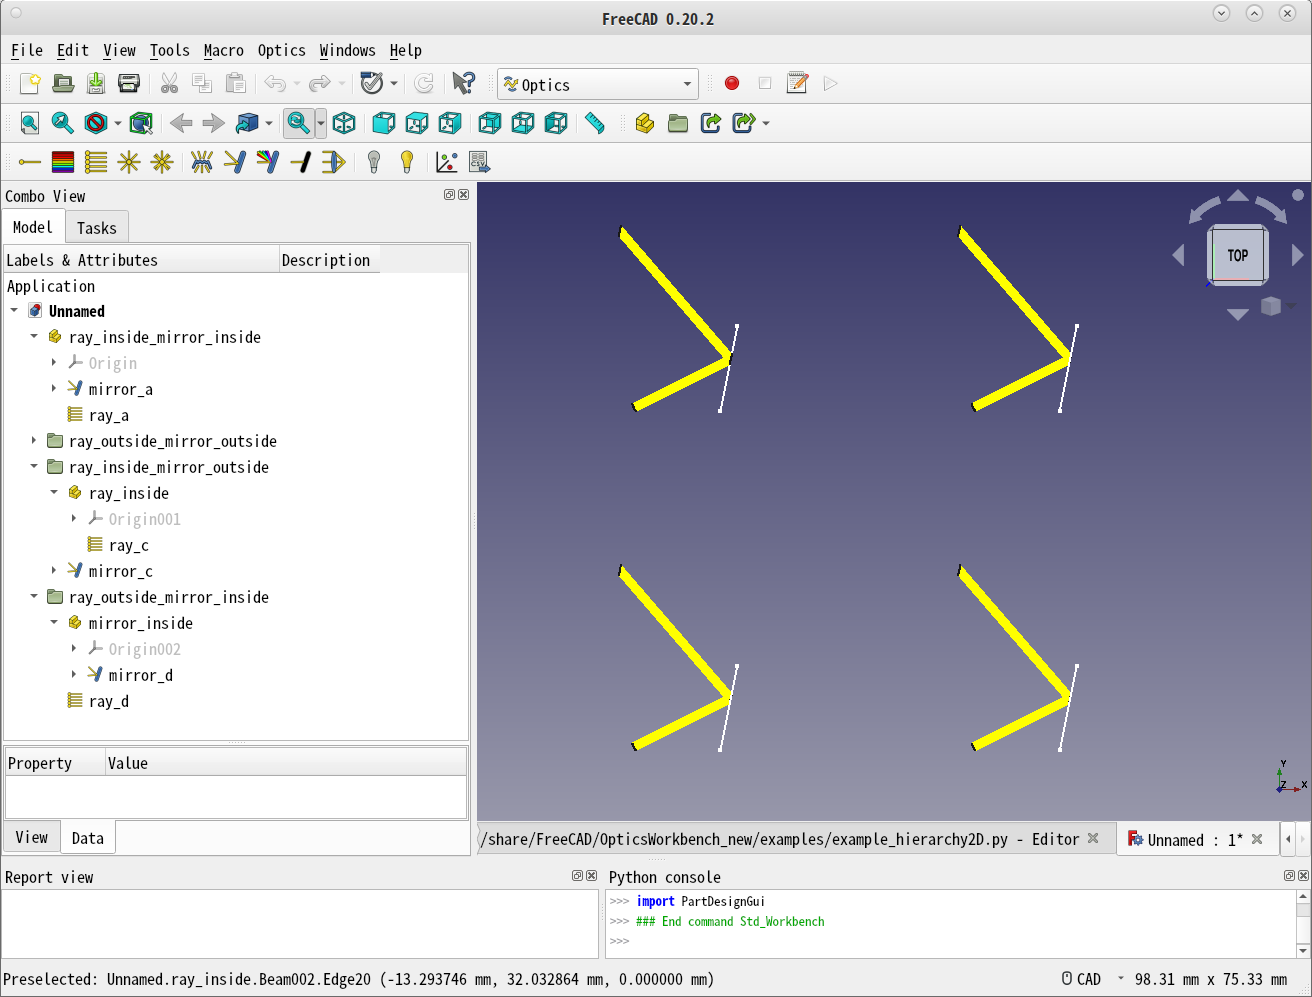 FreeCAD 0.20.2
File Edit View Tools Macro Optics Windows Help
Optics
CSV
Combo View
Model Tasks
Labels & Attributes Description
Application
Unnamed
ray_inside_mirror_inside
Origin
mirror_a
ray_a
ray_outside_mirror_outside
ray_inside_mirror_outside
ray_inside
Origin001
ray_c
mirror_c
ray_outside_mirror_inside
mirror_inside
Origin002
mirror_d
ray_d
Property Value
View Data
TOP
Y
Z X
/share/FreeCAD/OpticsWorkbench_new/examples/example_hierarchy2D.py - Editor
Unnamed : 1*
Report view
Python console
>>> import PartDesignGui
>>> ### End command Std_Workbench
>>>
Preselected: Unnamed.ray_inside.Beam002.Edge20 (-13.293746 mm, 32.032864 mm, 0.000000 mm)
CAD 98.31 mm x 75.33 mm